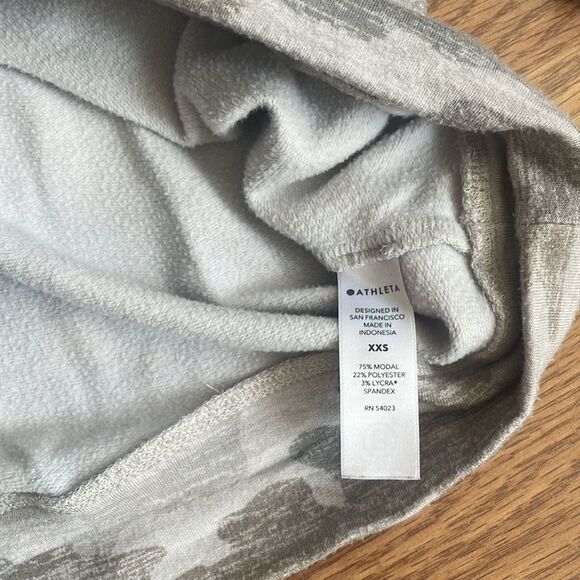 ATHLETA
DESIGNED IN
SAN FRANCISCO
MADE IN
INDONESIA
XXS
75% MODAL
22% POLYESTER
3% LYCRA®
SPANDEX
RN 54023